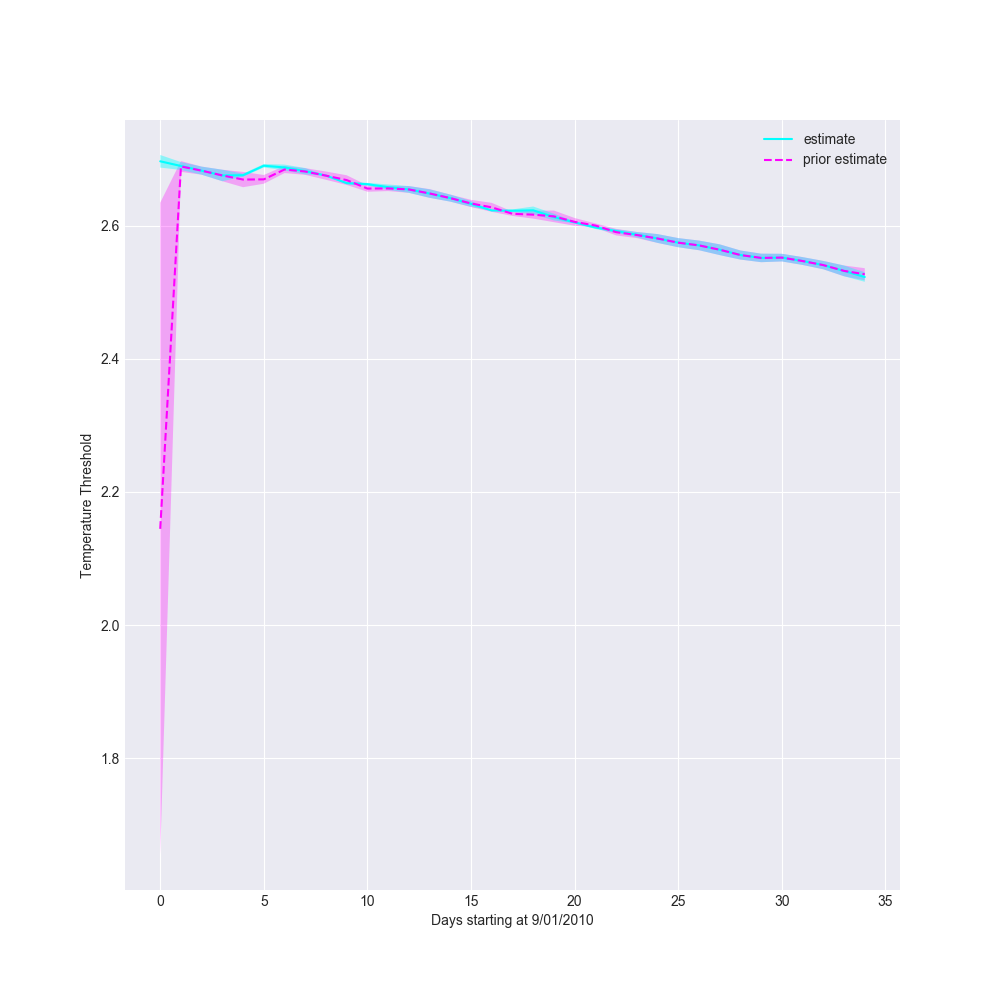 estimate
prior estimate
2.6
2.4
2.2
2.0
1.8
Temperature Threshold
0 5 10 15 20 25 30 35
Days starting at 9/01/2010